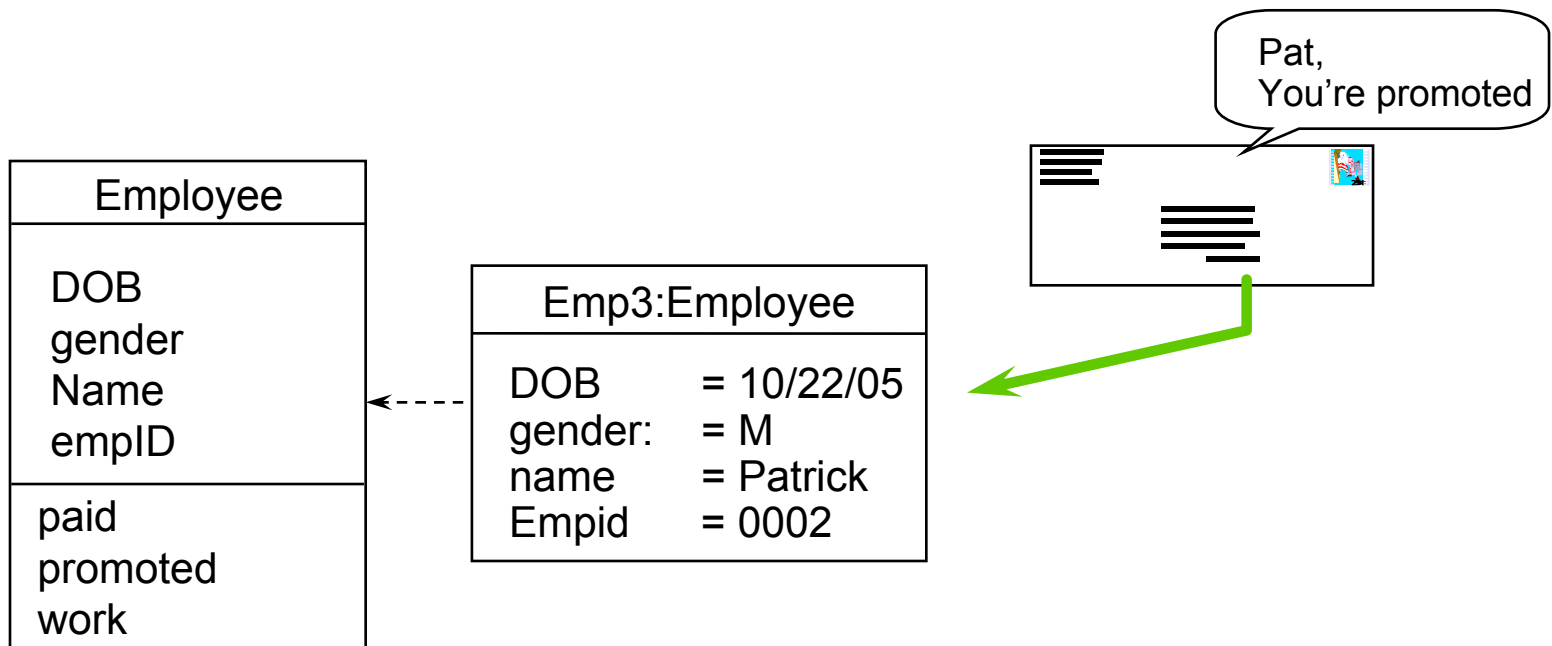 Pat,
You're promoted
Employee
DOB
gender
Name
empID
paid
promoted
work
Emp3:Employee
DOB = 10/22/05
gender: = M
name = Patrick
Empid = 0002